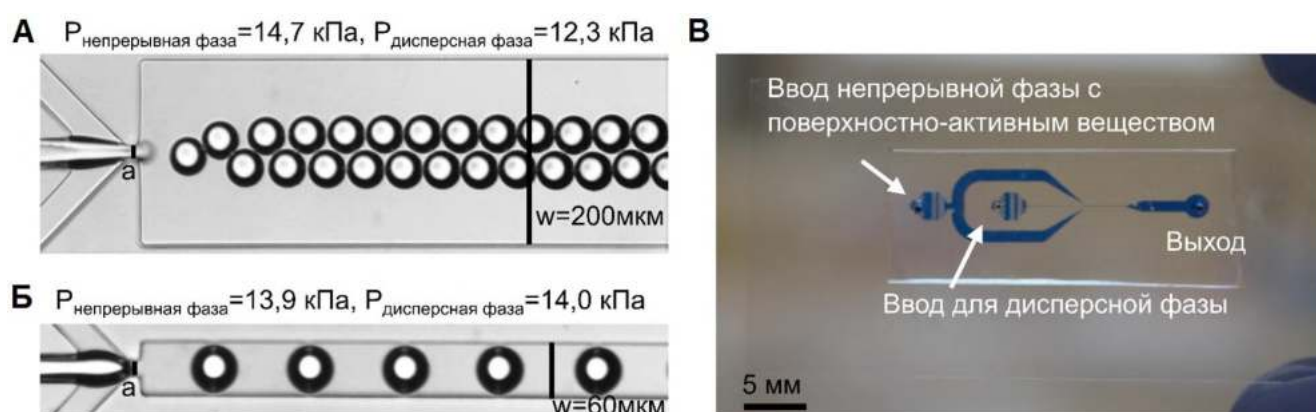 А
Pнепрерывная фаза=14,7 кПа, Pдисперсная фаза=12,3 кПа
a
w=200мкм
Б
Pнепрерывная фаза=13,9 кПа, Pдисперсная фаза=14,0 кПа
a
w=60мкм
В
Ввод непрерывной фазы с
поверхностно-активным веществом
Выход
Ввод для дисперсной фазы
5 мм